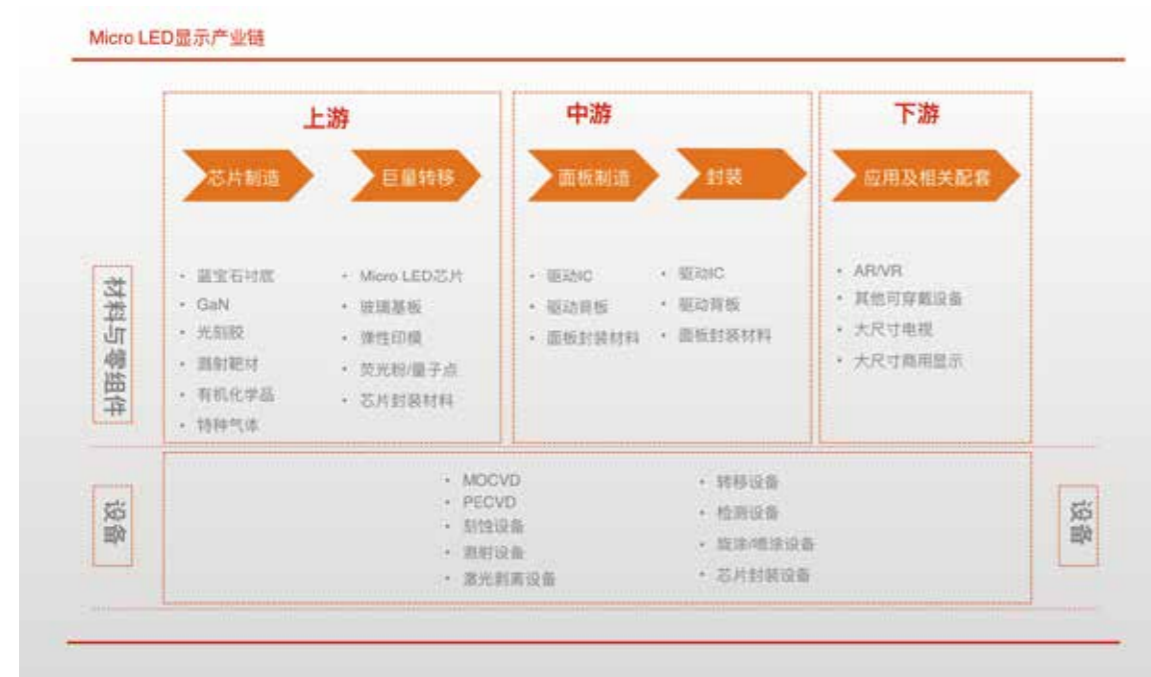 Micro LED显示产业链
上游
中游
下游
芯片制造
巨量转移
面板制造
封装
应用及相关配套
材料与零组件
• 蓝宝石衬底
• GaN
• 光刻胶
• 溅射靶材
• 有机化学品
• 特种气体
• Micro LED芯片
• 玻璃基板
• 弹性印模
• 荧光粉/量子点
• 芯片封装材料
• 驱动IC
• 驱动背板
• 面板封装材料
• 驱动IC
• 驱动背板
• 面板封装材料
• AR/VR
• 其他可穿戴设备
• 大尺寸电视
• 大尺寸商用显示
设备
• MOCVD
• PECVD
• 刻蚀设备
• 溅射设备
• 激光剥离设备
• 转移设备
• 检测设备
• 旋涂/喷涂设备
• 芯片封装设备
设备